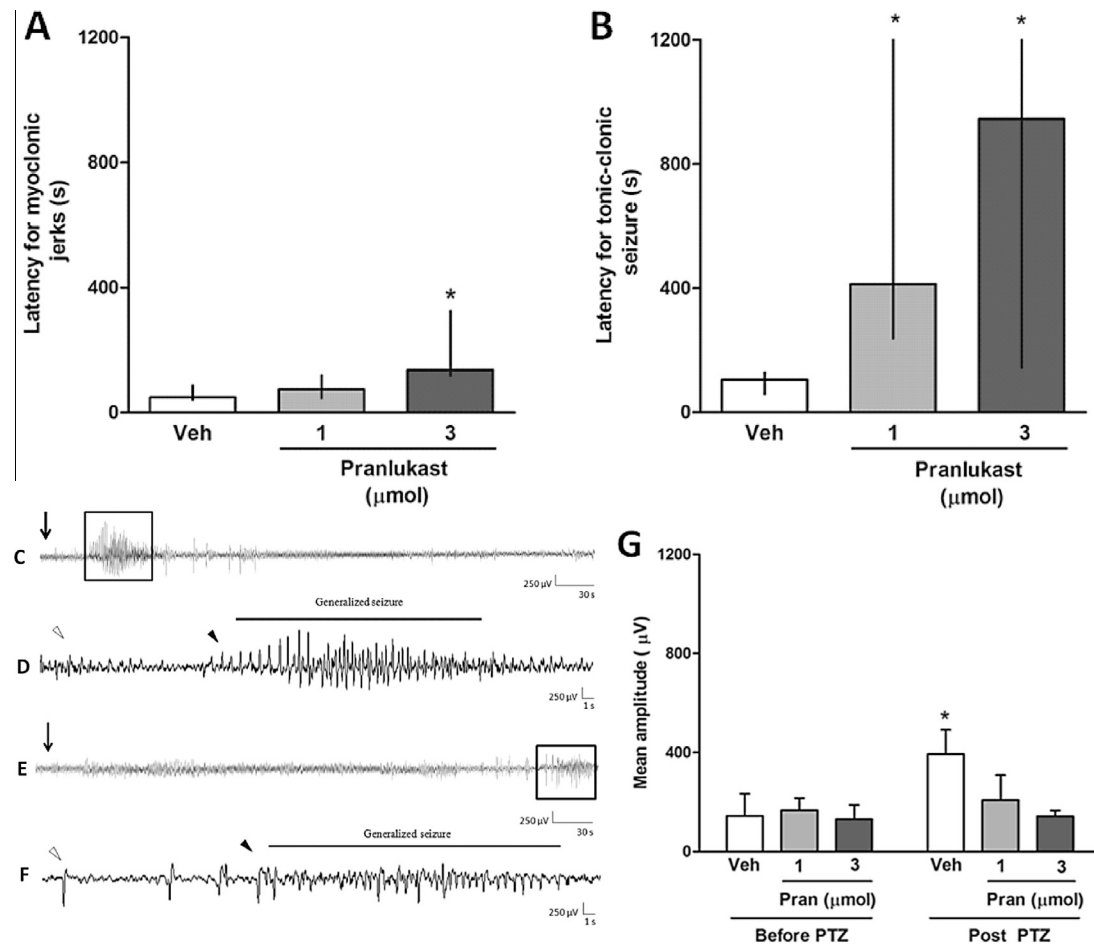 A
1200
800
400
0
Latency for myoclonic
jerks (s)
*
Veh
1
3
Pranlukast
(μmol)
B
1200
800
400
0
Latency for tonic-clonic
seizure (s)
*
*
Veh
1
3
Pranlukast
(μmol)
C
250 μV
30 s
Generalized seizure
D
250 μV
1 s
E
250 μV
30 s
Generalized seizure
F
250 μV
1 s
G
1200
800
400
0
Mean amplitude ( μV)
*
Veh
1
3
Veh
1
3
Pran (μmol)
Pran (μmol)
Before PTZ
Post PTZ